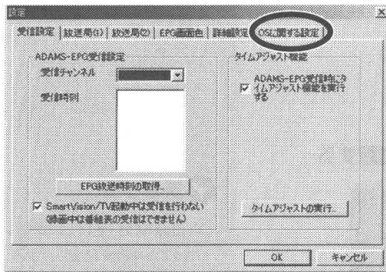 設定
受信設定 放送局(1) 放送局(2) EPG画面色 詳細設定 OSに関する設定
ADAMS-EPG受信設定
受信チャンネル
受信時刻
EPG放送時刻の取得...
SmartVision/TV起動中は受信を行わない
(録画中は番組表の受信はできません)
タイムアジャスト機能
ADAMS-EPG受信時にタ
イムアジャスト機能を実行
する
タイムアジャストの実行...
OK キャンセル